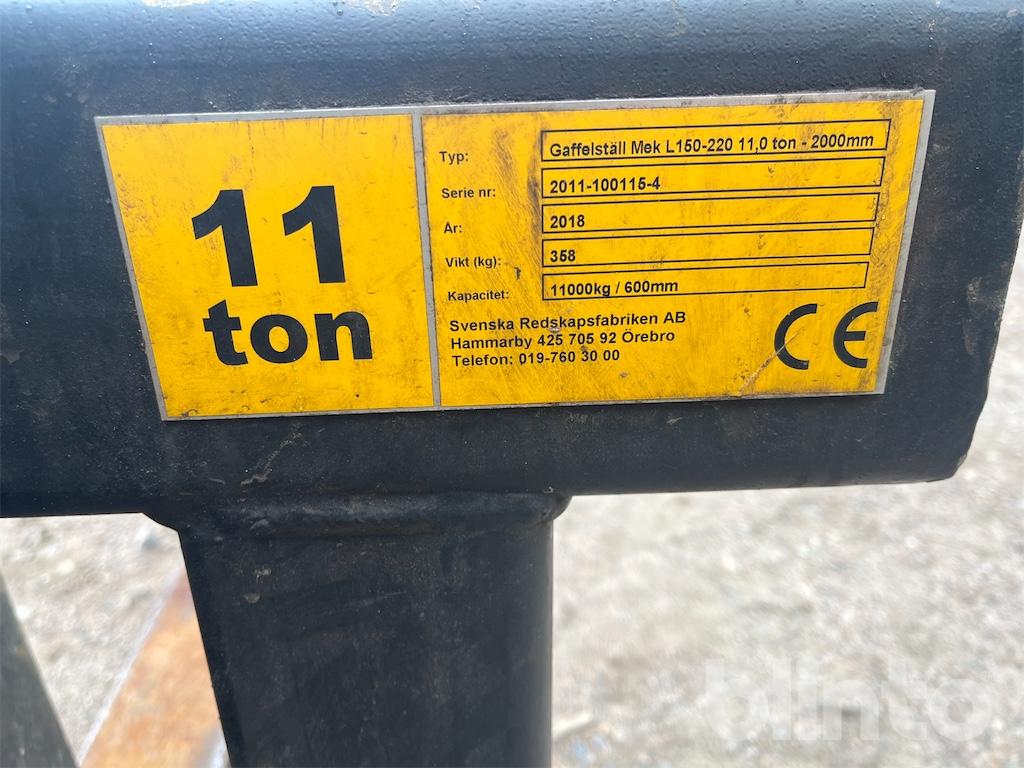 11
ton
Typ: Gaffelställ Mek L150-220 11,0 ton - 2000mm
Serie nr: 2011-100115-4
År: 2018
Vikt (kg): 358
Kapacitet: 11000kg / 600mm
Svenska Redskapsfabriken AB
Hammarby 425 705 92 Örebro
Telefon: 019-760 30 00
CE
blinto